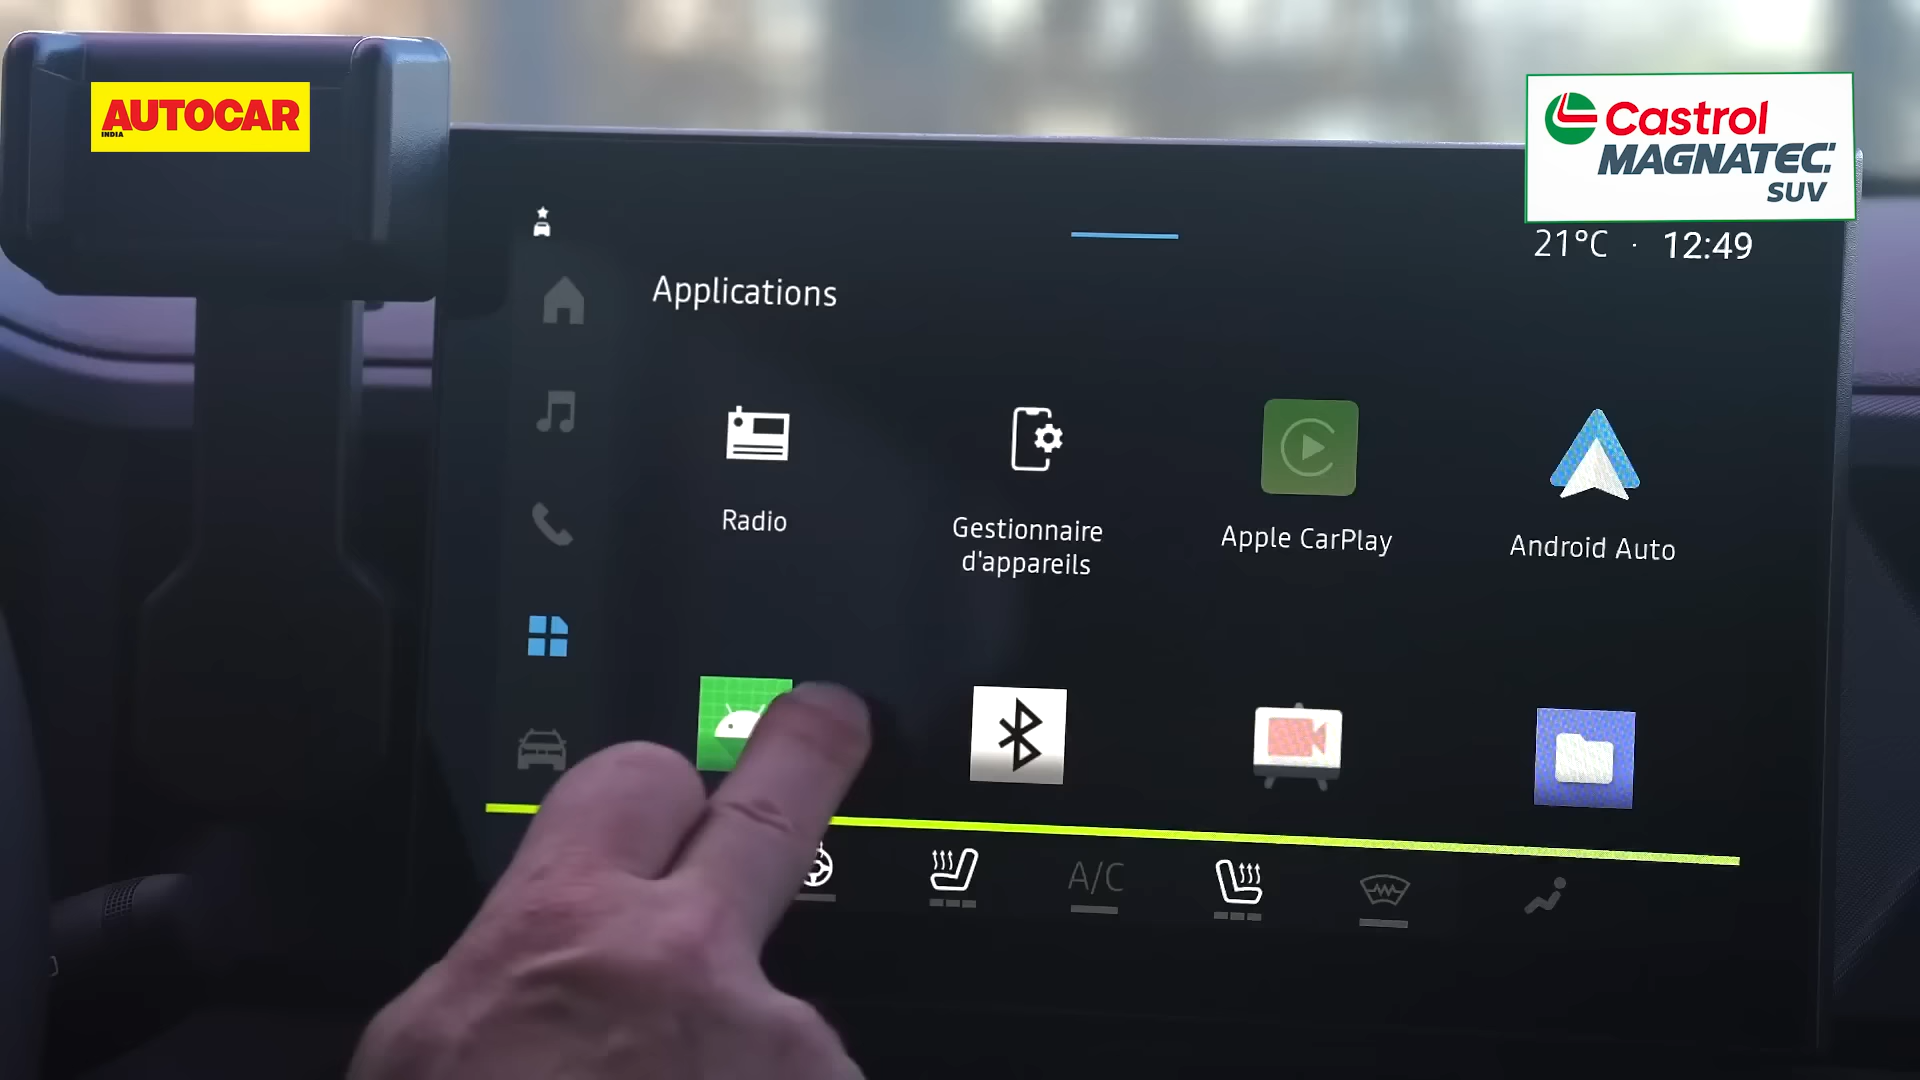 AUTOCAR
INDIA
Castrol
MAGNATEC
SUV
21°C · 12:49
Applications
Radio
Gestionnaire
d'appareils
Apple CarPlay
Android Auto
A/C